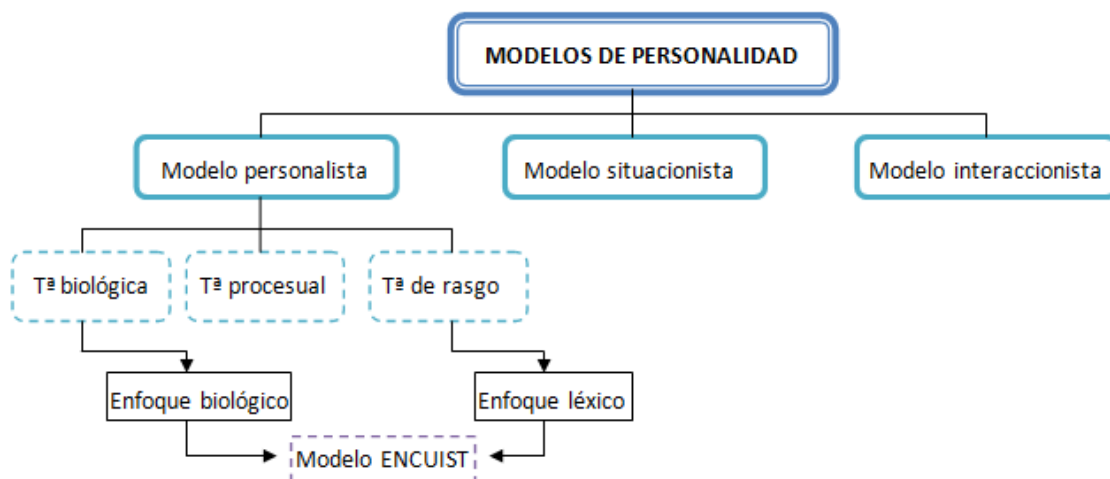 MODELOS DE PERSONALIDAD
Modelo personalista
Modelo situacionista
Modelo interaccionista
Tª biológica
Tª procesual
Tª de rasgo
Enfoque biológico
Enfoque léxico
Modelo ENCUIST